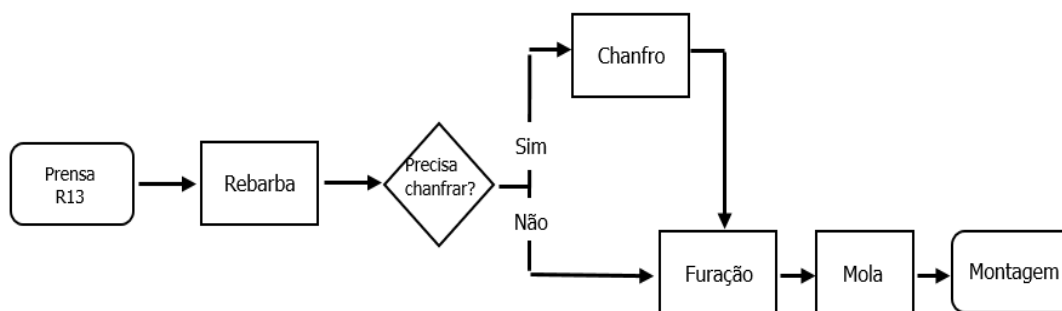 Prensa
R13
Rebarba
Precisa
chanfrar?
Sim
Chanfro
Não
Furação
Mola
Montagem